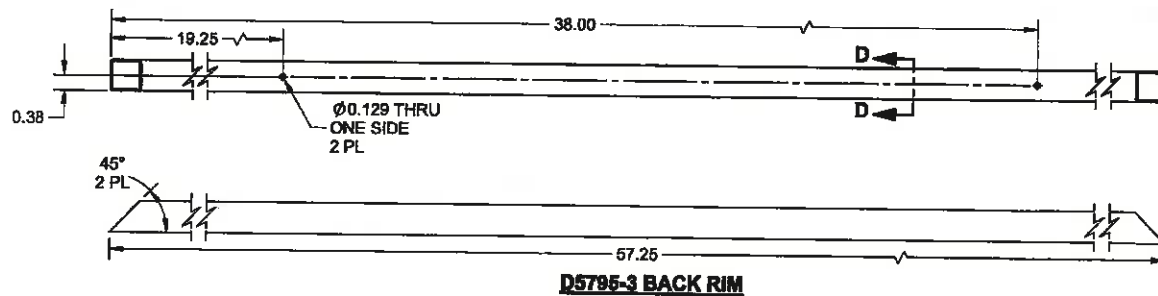 38.00
19.25
D
0.38
Ø0.129 THRU
ONE SIDE
2 PL
D
45°
2 PL
57.25
D5795-3 BACK RIM